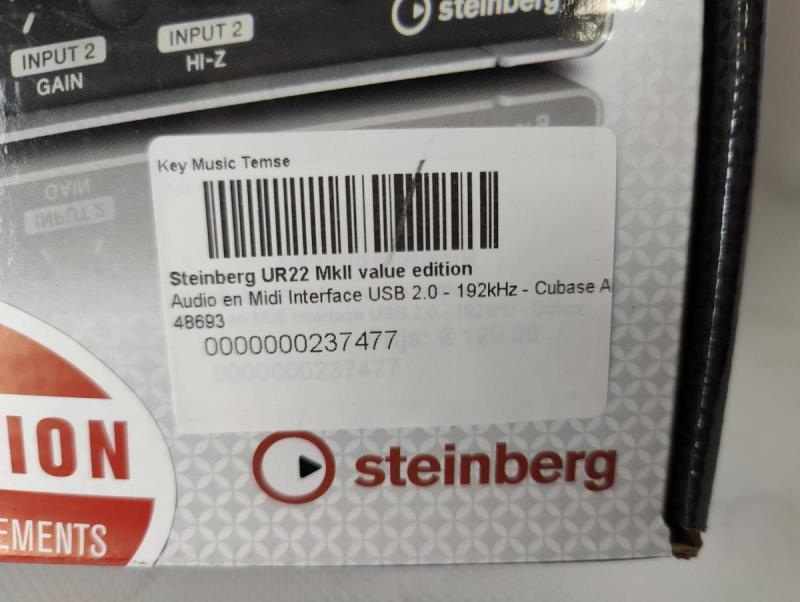 steinberg
INPUT 2
GAIN
INPUT 2
HI-Z
Key Music Temse
Steinberg UR22 MkII value edition
Audio en Midi Interface USB 2.0 - 192kHz - Cubase A
48693
0000000237477
ION
EMENTS
steinberg